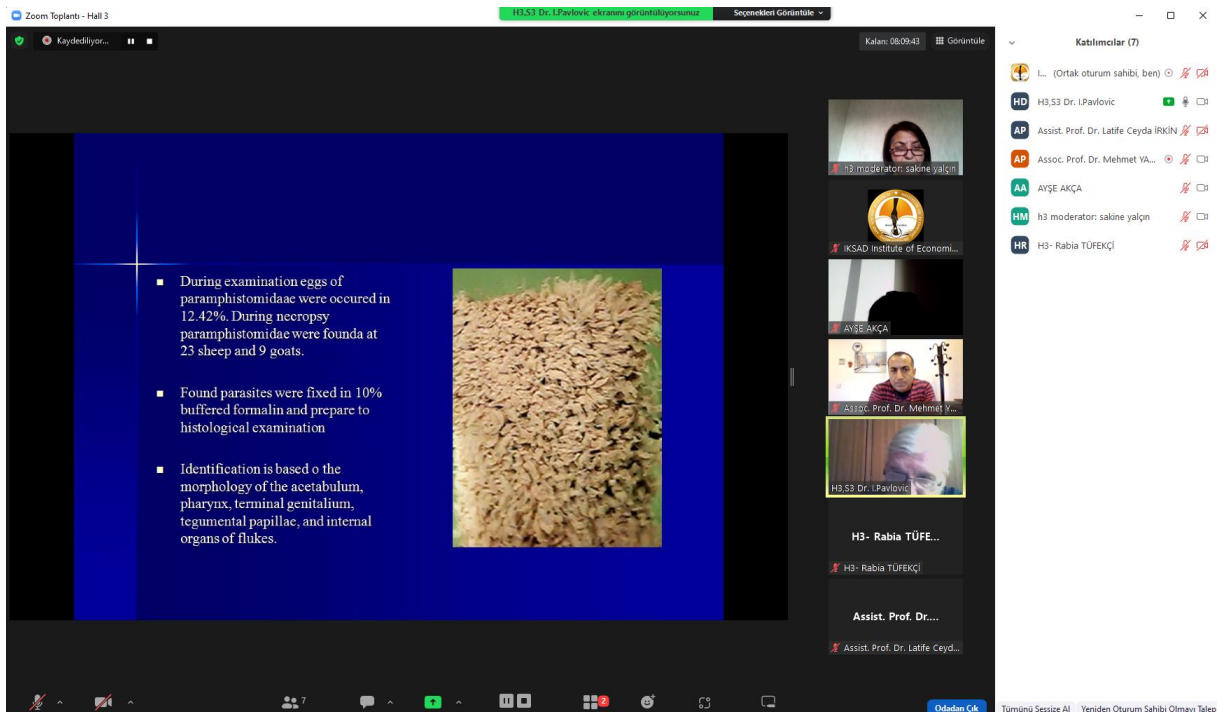 Zoom Toplantı - Hall 3
H3,S3 Dr. I.Pavlovic ekranını görüntülüyorsunuz
Seçenekleri Görüntüle
Kaydediliyor...
Kalan: 08:09:43
Görüntüle
During examination eggs of
paramphistomidaae were occured in
12.42%. During necropsy
paramphistomidae were founda at
23 sheep and 9 goats.
Found parasites were fixed in 10%
buffered formalin and prepare to
histological examination
Identification is based o the
morphology of the acetabulum,
pharynx, terminal genitalium,
tegumental papillae, and internal
organs of flukes.
h3 moderator: sakine yalçın
IKSAD Institute of Economi...
AYŞE AKÇA
Assoc. Prof. Dr. Mehmet Y...
H3,S3 Dr. I.Pavlovic
H3- Rabia TÜFE...
H3- Rabia TÜFEKÇİ
Assist. Prof. Dr....
Assist. Prof. Dr. Latife Ceyd...
Katılımcılar (7)
I... (Ortak oturum sahibi, ben)
HD H3,S3 Dr. I.Pavlovic
AP Assist. Prof. Dr. Latife Ceyda İRKİN
AP Assoc. Prof. Dr. Mehmet YA...
AA AYŞE AKÇA
HM h3 moderator: sakine yalçın
HR H3- Rabia TÜFEKÇİ
7
2
Odadan Çık
Tümünü Sessize Al
Yeniden Oturum Sahibi Olmayı Talep